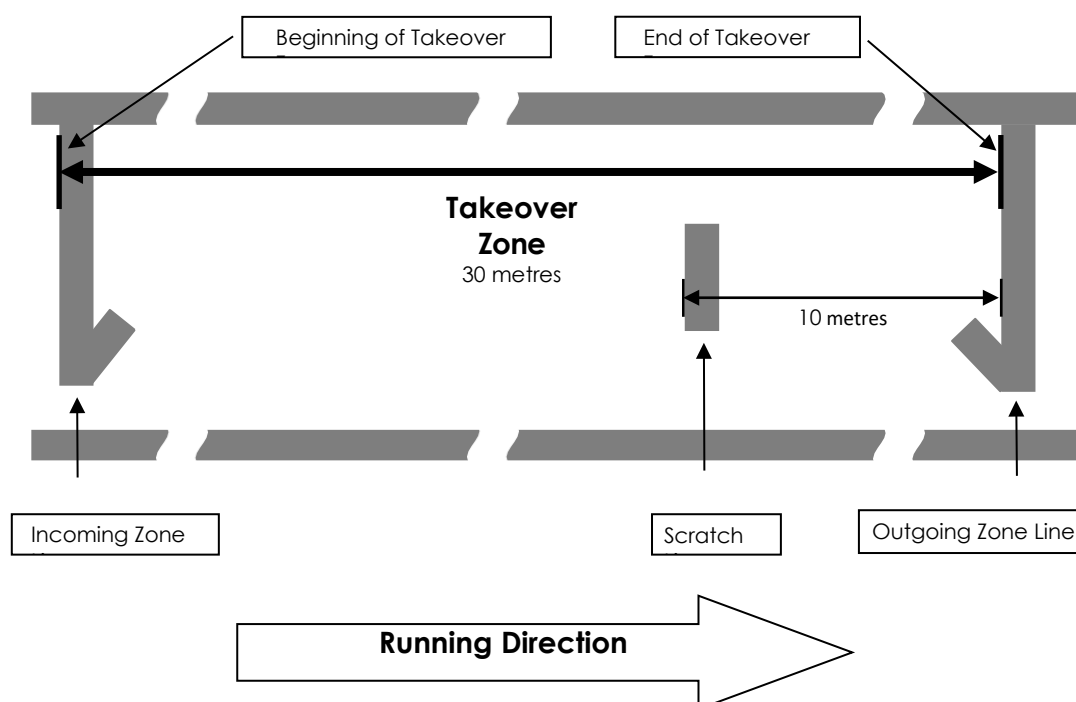 Beginning of Takeover
End of Takeover
Takeover
Zone
30 metres
10 metres
Incoming Zone
Scratch
Outgoing Zone Line
Running Direction